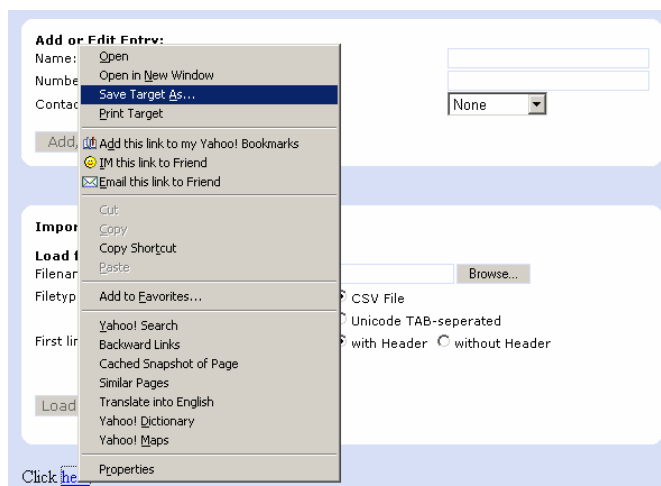 Add or Edit Entry:
Name:
Numbe
Contac
None
Add,
Open
Open in New Window
Save Target As...
Print Target
Add this link to my Yahoo! Bookmarks
IM this link to Friend
Email this link to Friend
Cut
Copy
Copy Shortcut
Paste
Add to Favorites...
Yahoo! Search
Backward Links
Cached Snapshot of Page
Similar Pages
Translate into English
Yahoo! Dictionary
Yahoo! Maps
Properties
Impor
Load f
Filenar
Browse...
Filetyp
CSV File
Unicode TAB-seperated
First lin
with Header without Header
Load
Click he